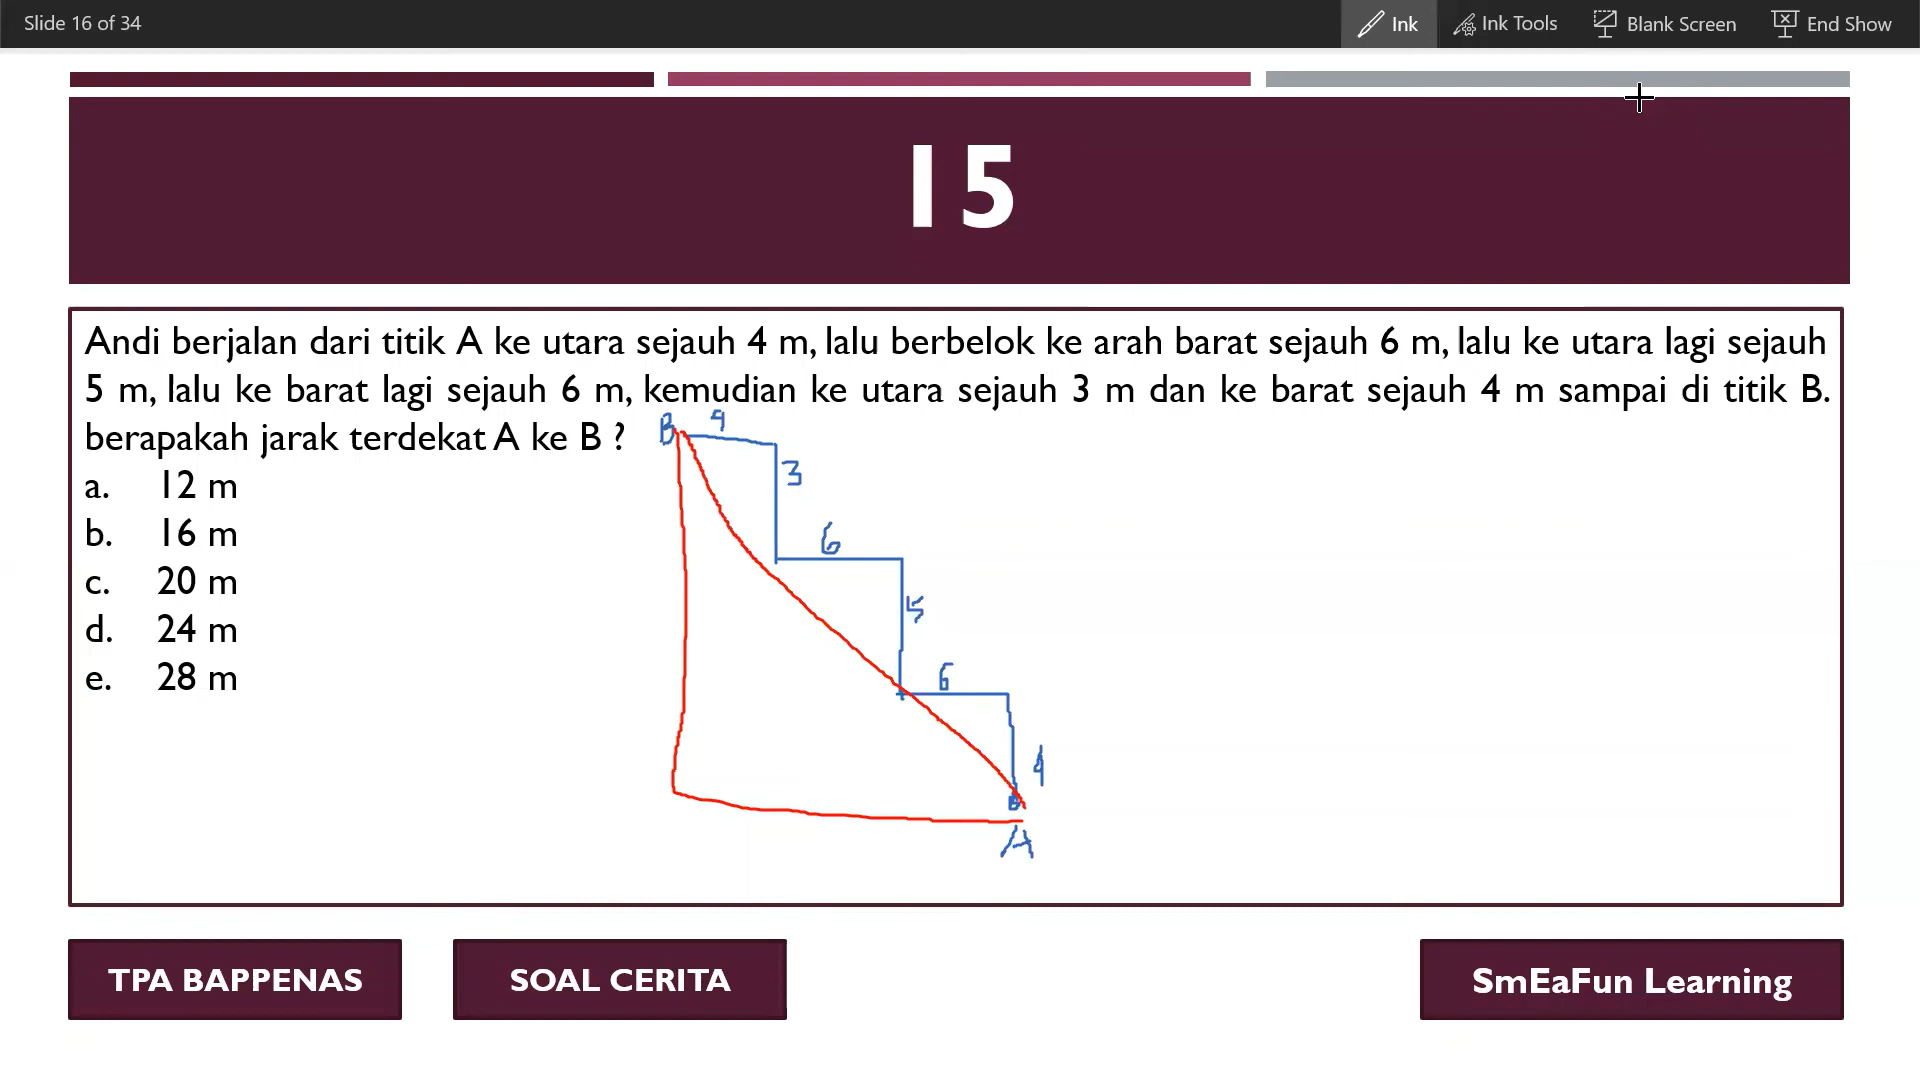 Slide 16 of 34
Ink
Ink Tools
Blank Screen
End Show
15
Andi berjalan dari titik A ke utara sejauh 4 m, lalu berbelok ke arah barat sejauh 6 m, lalu ke utara lagi sejauh
5 m, lalu ke barat lagi sejauh 6 m, kemudian ke utara sejauh 3 m dan ke barat sejauh 4 m sampai di titik B.
berapakah jarak terdekat A ke B ?
a. 12 m
b. 16 m
c. 20 m
d. 24 m
e. 28 m
B
4
3
6
5
6
4
A
TPA BAPPENAS
SOAL CERITA
SmEaFun Learning